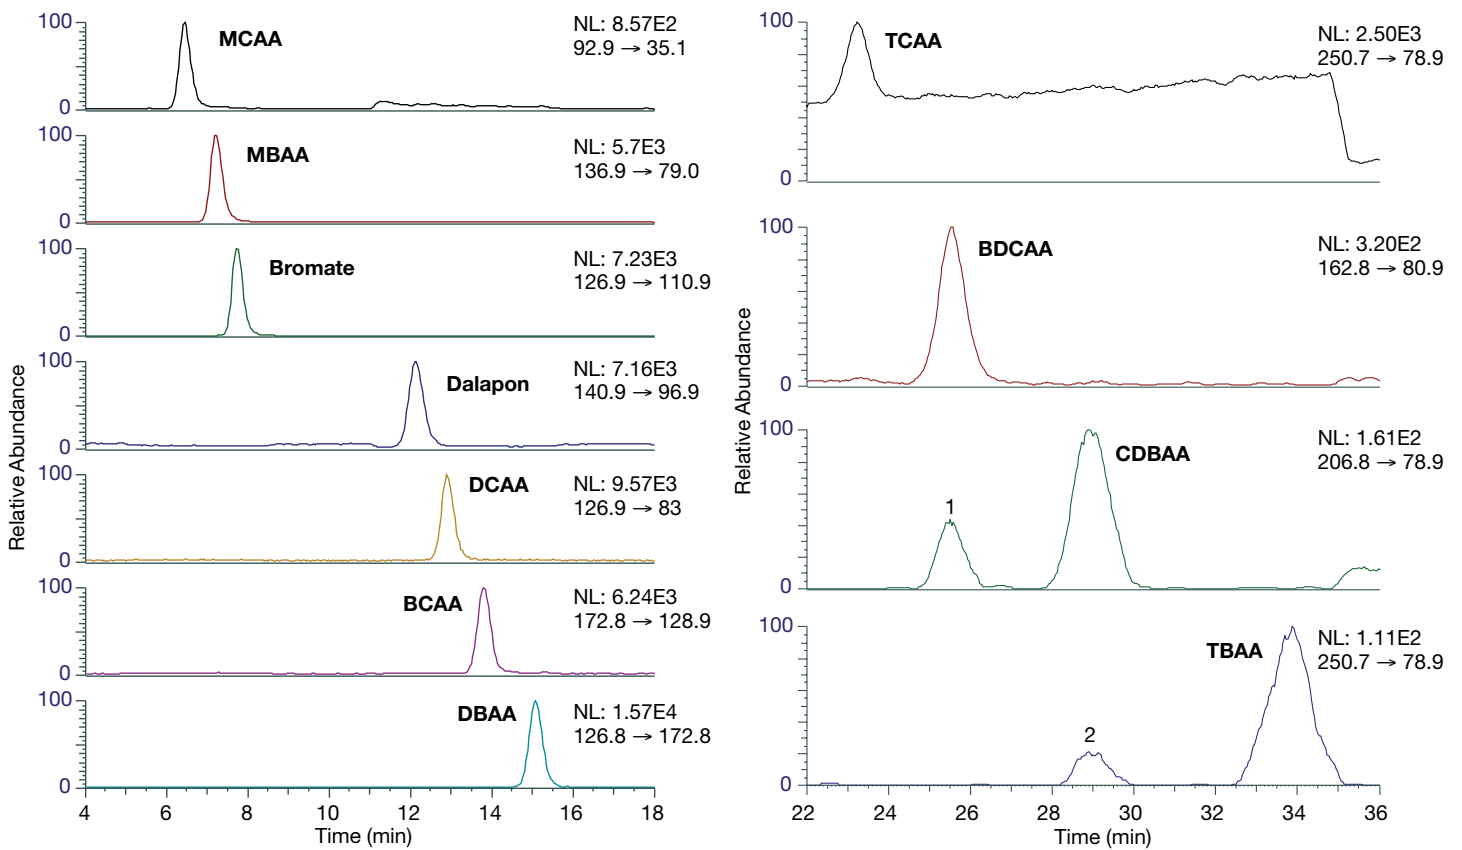 100
0
MCAA
NL: 8.57E2
92.9 → 35.1
100
0
MBAA
NL: 5.7E3
136.9 → 79.0
100
0
Bromate
NL: 7.23E3
126.9 → 110.9
100
0
Dalapon
NL: 7.16E3
140.9 → 96.9
100
0
DCAA
NL: 9.57E3
126.9 → 83
100
0
BCAA
NL: 6.24E3
172.8 → 128.9
100
0
DBAA
NL: 1.57E4
126.8 → 172.8
Relative Abundance
4 6 8 10 12 14 16 18
Time (min)
100
0
TCAA
NL: 2.50E3
250.7 → 78.9
100
0
BDCAA
NL: 3.20E2
162.8 → 80.9
100
0
1
CDBAA
NL: 1.61E2
206.8 → 78.9
100
0
2
TBAA
NL: 1.11E2
250.7 → 78.9
Relative Abundance
22 24 26 28 30 32 34 36
Time (min)